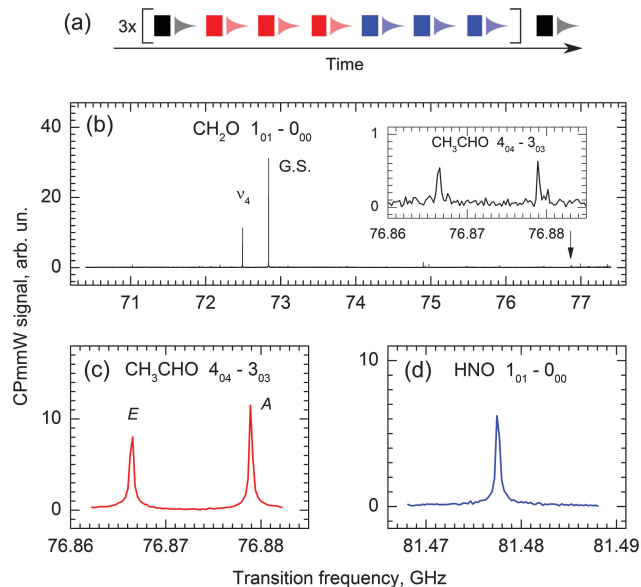 (a)
3x
Time
(b)
CH₂O 1₀₁ - 0₀₀
G.S.
ν₄
CH₃CHO 4₀₄ - 3₀₃
1
0
76.86 76.87 76.88
40
20
0
71 72 73 74 75 76 77
CPmmW signal, arb. un.
(c) CH₃CHO 4₀₄ - 3₀₃
E
A
10
0
76.86 76.87 76.88
(d) HNO 1₀₁ - 0₀₀
10
0
81.47 81.48 81.49
Transition frequency, GHz